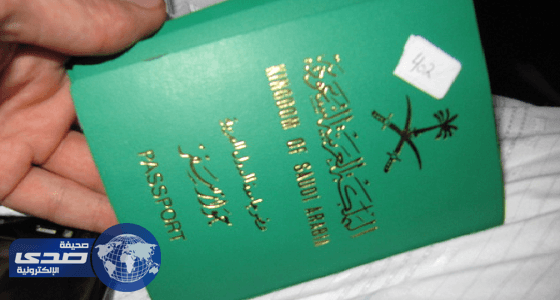 المملكة العربية السعودية
KINGDOM OF SAUDI ARABIA
جواز سفر
PASSPORT
صحيفة
صدى
الإلكترونية